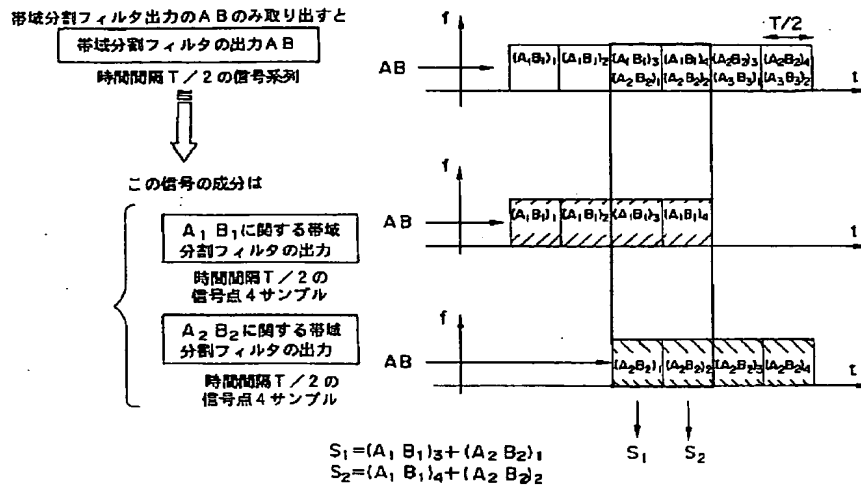 帯域分割フィルタ出力のABのみ取り出すと
帯域分割フィルタの出力AB
時間間隔T/2の信号系列
この信号の成分は
A₁B₁に関する帯域
分割フィルタの出力
時間間隔T/2の
信号点4サンプル
A₂B₂に関する帯域
分割フィルタの出力
時間間隔T/2の
信号点4サンプル
f
T/2
AB
(A₁B₁)₁ (A₁B₁)₂ (A₁B₁)₃ (A₁B₁)₄ (A₂B₂)₃ (A₂B₂)₄
(A₂B₂)₁ (A₂B₂)₂ (A₃B₃)₁ (A₃B₃)₂
t
f
AB
(A₁B₁)₁ (A₁B₁)₂ (A₁B₁)₃ (A₁B₁)₄
t
f
AB
(A₂B₂)₁ (A₂B₂)₂ (A₂B₂)₃ (A₂B₂)₄
t
S₁ S₂
S₁=(A₁B₁)₃+(A₂B₂)₁
S₂=(A₁B₁)₄+(A₂B₂)₂